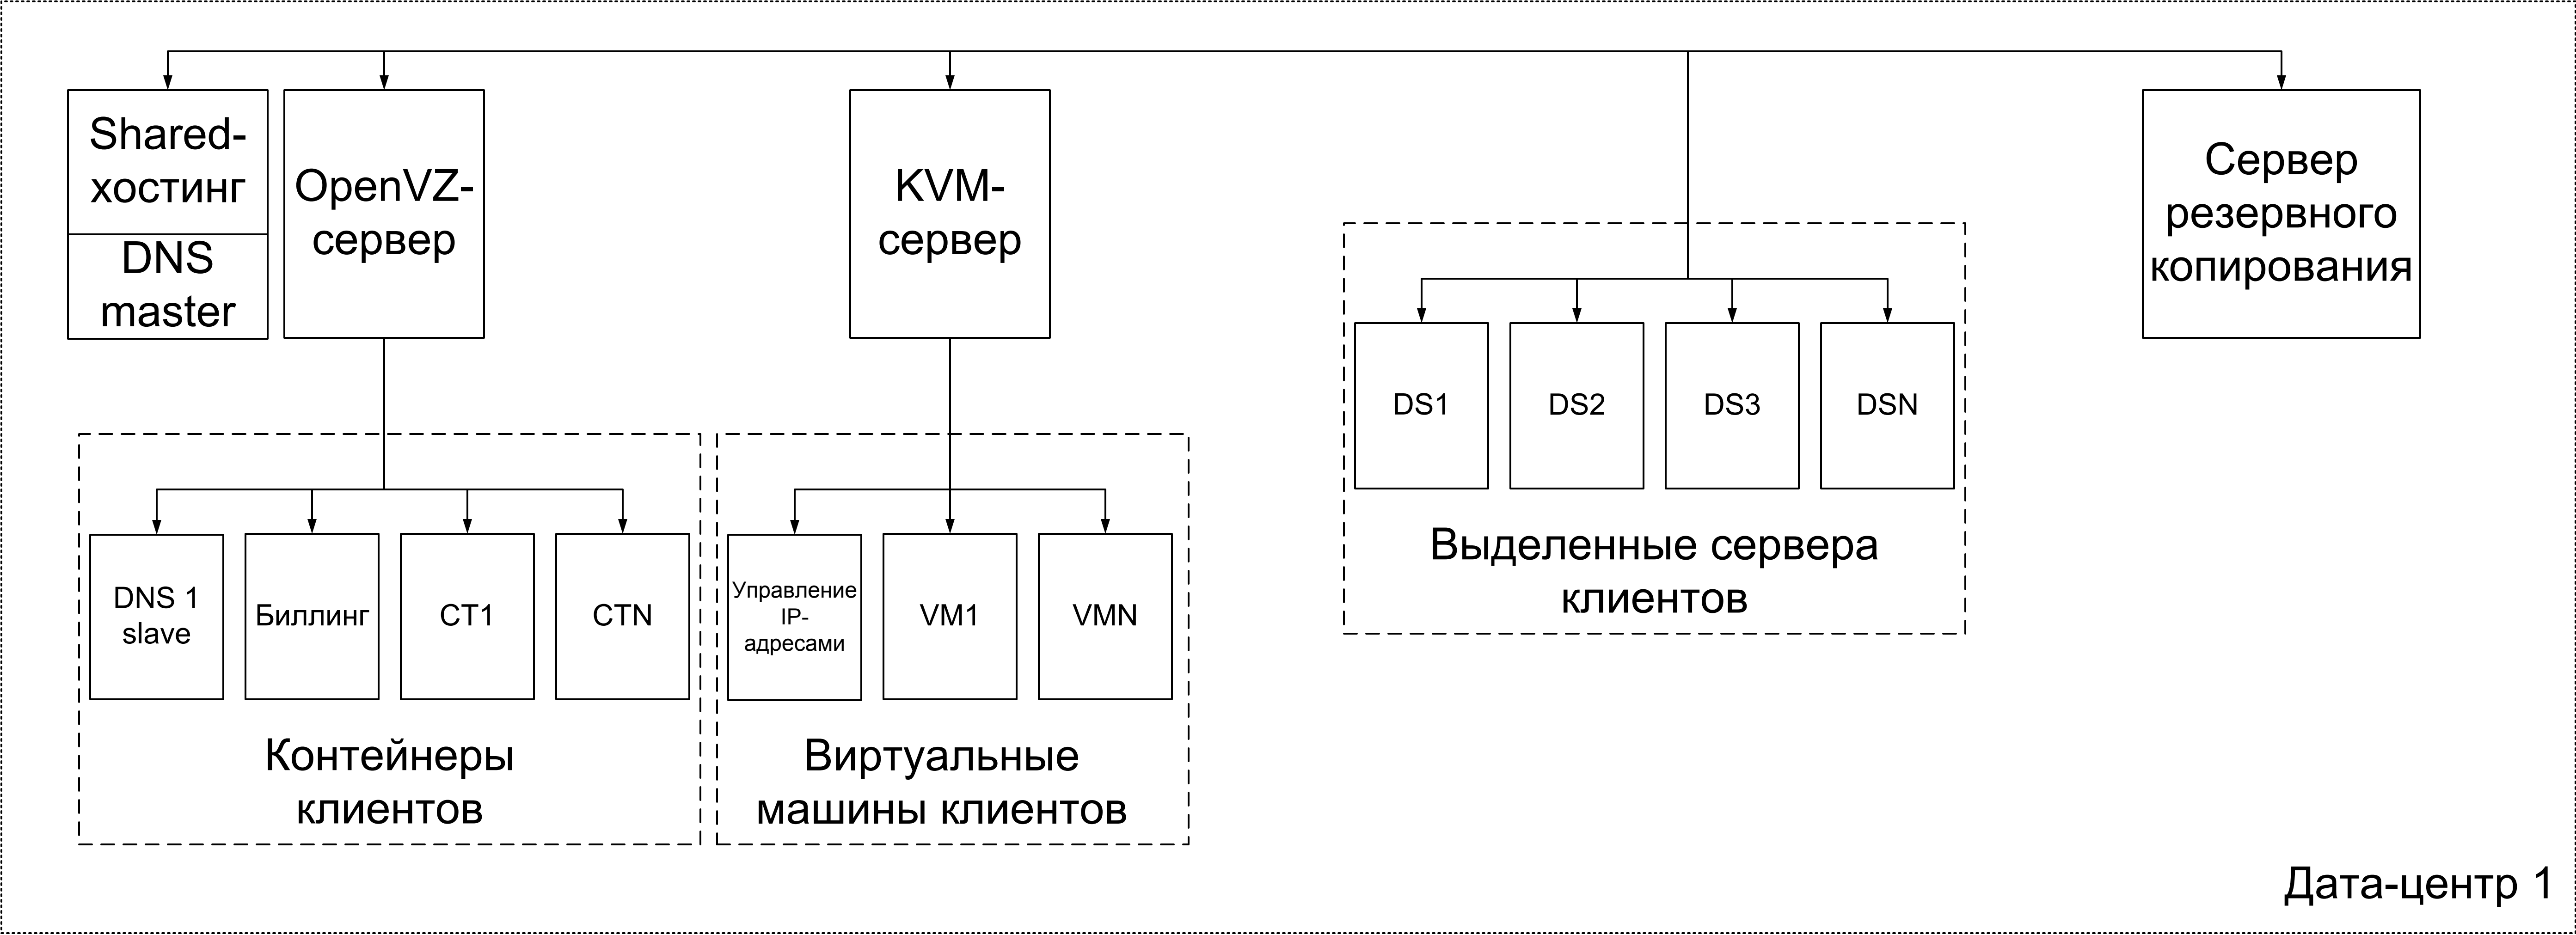 Shared-
хостинг
DNS
master
OpenVZ-
сервер
KVM-
сервер
Сервер
резервного
копирования
DS1
DS2
DS3
DSN
Выделенные сервера
клиентов
DNS 1
slave
Биллинг
CT1
CTN
Контейнеры
клиентов
Управление
IP-
адресами
VM1
VMN
Виртуальные
машины клиентов
Дата-центр 1